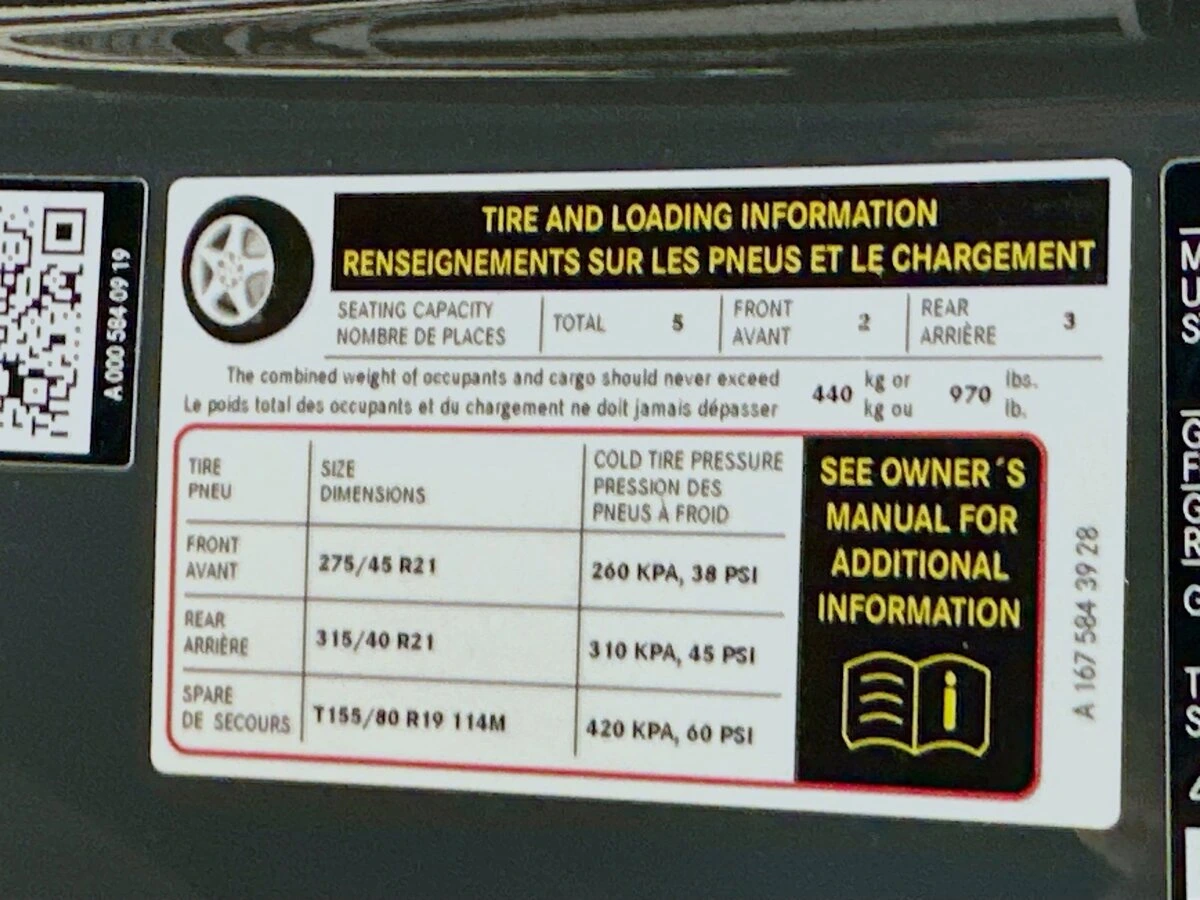 A 000 584 09 19
TIRE AND LOADING INFORMATION
RENSEIGNEMENTS SUR LES PNEUS ET LE CHARGEMENT
SEATING CAPACITY
NOMBRE DE PLACES
TOTAL 5
FRONT
AVANT
2
REAR
ARRIÈRE
3
The combined weight of occupants and cargo should never exceed
Le poids total des occupants et du chargement ne doit jamais dépasser
440 kg or
kg ou
970 lbs.
lb.
TIRE
PNEU
SIZE
DIMENSIONS
COLD TIRE PRESSURE
PRESSION DES
PNEUS À FROID
FRONT
AVANT
275/45 R21
260 KPA, 38 PSI
REAR
ARRIÈRE
315/40 R21
310 KPA, 45 PSI
SPARE
DE SECOURS
T155/80 R19 114M
420 KPA, 60 PSI
SEE OWNER´S
MANUAL FOR
ADDITIONAL
INFORMATION
i
A 167 584 39 28